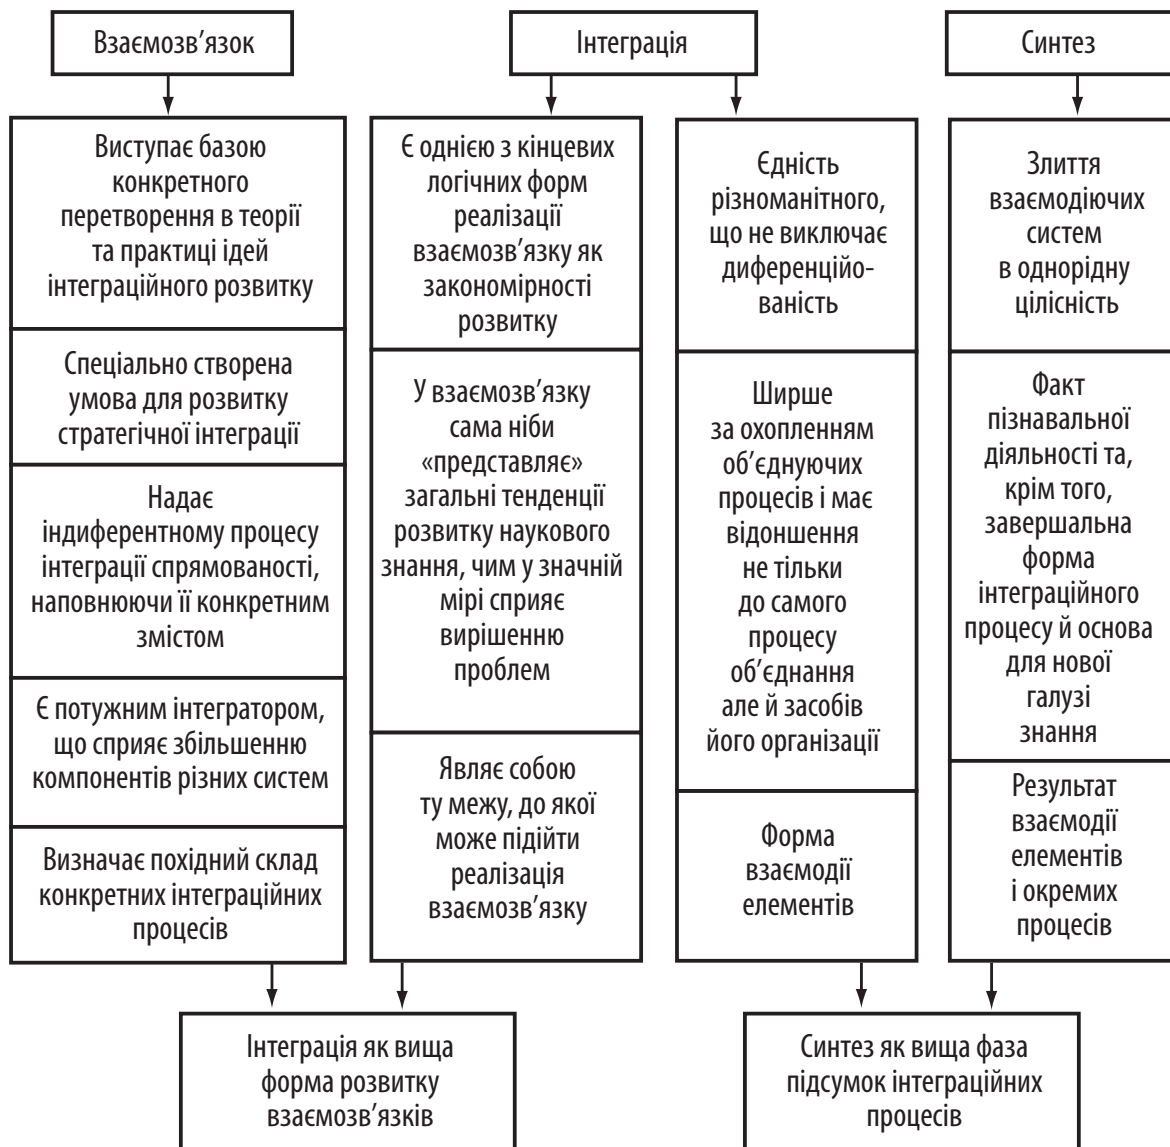 Взаємозв’язок
Інтеграція
Синтез
Виступає базою
конкретного
перетворення в теорії
та практиці ідей
інтеграційного розвитку
Спеціально створена
умова для розвитку
стратегічної інтеграції
Надає
індиферентному процесу
інтеграції спрямованості,
наповнюючи її конкретним
змістом
Є потужним інтегратором,
що сприяє збільшенню
компонентів різних систем
Визначає похідний склад
конкретних інтеграційних
процесів
Є однією з кінцевих
логічних форм
реалізації
взаємозв’язку як
закономірності
розвитку
У взаємозв’язку
сама ніби
«представляє»
загальні тенденції
розвитку наукового
знання, чим у значній
мірі сприяє
вирішенню
проблем
Являє собою
ту межу, до якої
може підійти
реалізація
взаємозв’язку
Єдність
різноманітного,
що не виключає
диференційо-
ваність
Ширше
за охопленням
об’єднуючих
процесів і має
відоншення
не тільки
до самого
процесу
об’єднання
але й засобів
його організації
Форма
взаємодії
елементів
Злиття
взаємодіючих
систем
в однорідну
цілісність
Факт
пізнавальної
діяльності та,
крім того,
завершальна
форма
інтеграційного
процесу й основа
для нової
галузі
знання
Результат
взаємодії
елементів
і окремих
процесів
Інтеграція як вища
форма розвитку
взаємозв’язків
Синтез як вища фаза
підсумок інтеграційних
процесів